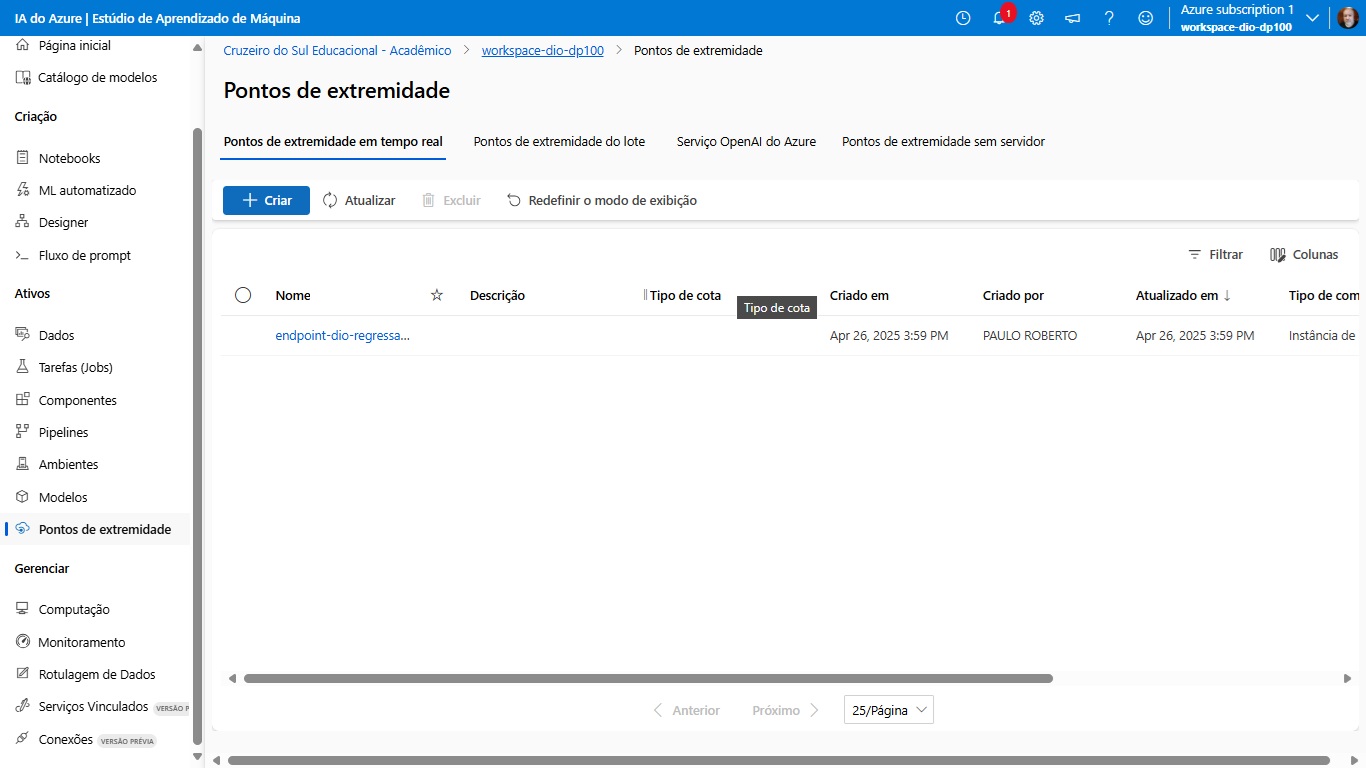 IA do Azure | Estúdio de Aprendizado de Máquina
1
Azure subscription 1
workspace-dio-dp100
Página inicial
Catálogo de modelos
Criação
Notebooks
ML automatizado
Designer
Fluxo de prompt
Ativos
Dados
Tarefas (Jobs)
Componentes
Pipelines
Ambientes
Modelos
Pontos de extremidade
Gerenciar
Computação
Monitoramento
Rotulagem de Dados
Serviços Vinculados VERSÃO P
Conexões VERSÃO PRÉVIA
Cruzeiro do Sul Educacional - Acadêmico > workspace-dio-dp100 > Pontos de extremidade
Pontos de extremidade
Pontos de extremidade em tempo real Pontos de extremidade do lote Serviço OpenAI do Azure Pontos de extremidade sem servidor
Criar Atualizar Excluir Redefinir o modo de exibição
Filtrar Colunas
Nome Descrição Tipo de cota Criado em Criado por Atualizado em ↓ Tipo de com
Tipo de cota
endpoint-dio-regressa... Apr 26, 2025 3:59 PM PAULO ROBERTO Apr 26, 2025 3:59 PM Instância de
Anterior Próximo 25/Página